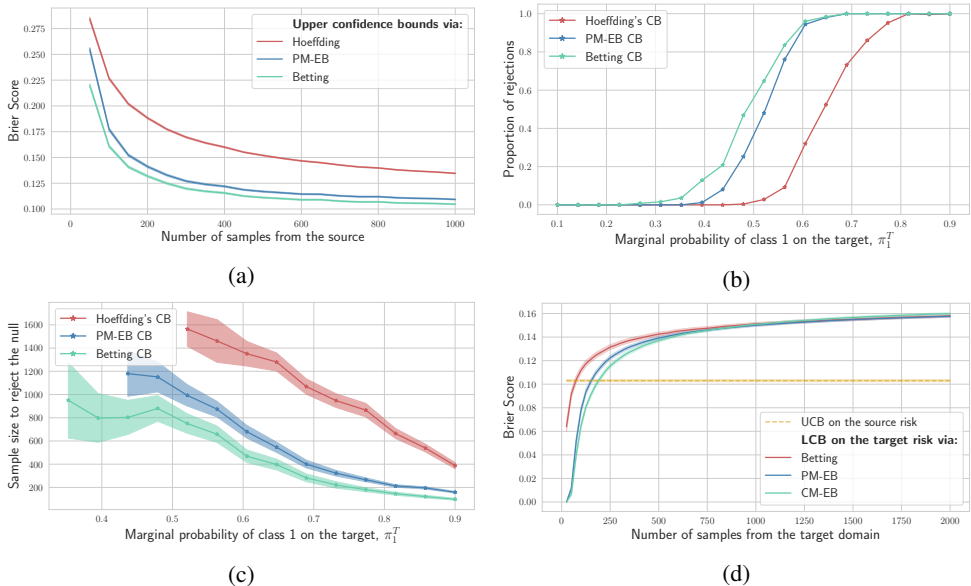 0.275
0.250
0.225
0.200
0.175
0.150
0.125
0.100
Brier Score
Upper confidence bounds via:
Hoeffding
PM-EB
Betting
0 200 400 600 800 1000
Number of samples from the source
(a)
1.0
0.8
0.6
0.4
0.2
0.0
Proportion of rejections
Hoeffding's CB
PM-EB CB
Betting CB
0.1 0.2 0.3 0.4 0.5 0.6 0.7 0.8 0.9
Marginal probability of class 1 on the target, π₁ᵀ
(b)
1600
1400
1200
1000
800
600
400
200
Sample size to reject the null
Hoeffding's CB
PM-EB CB
Betting CB
0.4 0.5 0.6 0.7 0.8 0.9
Marginal probability of class 1 on the target, π₁ᵀ
(c)
0.16
0.14
0.12
0.10
0.08
0.06
0.04
0.02
0.00
Brier Score
UCB on the source risk
LCB on the target risk via:
Betting
PM-EB
CM-EB
0 250 500 750 1000 1250 1500 1750 2000
Number of samples from the target domain
(d)